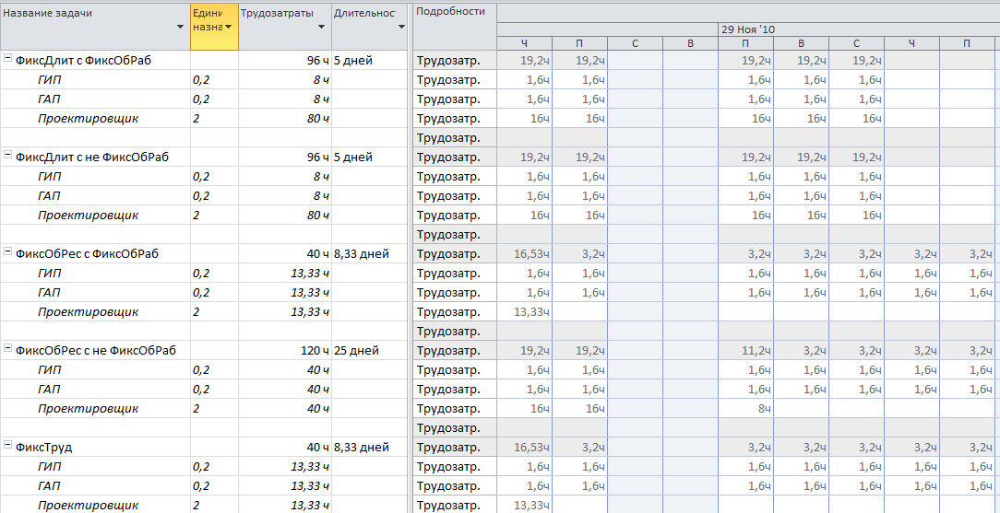 Название задачи Едини назна Трудозатраты Длительнос Подробности
29 Ноя '10
Ч П С В П В С Ч П
ФиксДлит с ФиксОбРаб 96 ч 5 дней Трудозатр. 19,2ч 19,2ч 19,2ч 19,2ч 19,2ч
ГИП 0,2 8 ч Трудозатр. 1,6ч 1,6ч 1,6ч 1,6ч 1,6ч
ГАП 0,2 8 ч Трудозатр. 1,6ч 1,6ч 1,6ч 1,6ч 1,6ч
Проектировщик 2 80 ч Трудозатр. 16ч 16ч 16ч 16ч 16ч
Трудозатр.
ФиксДлит с не ФиксОбРаб 96 ч 5 дней Трудозатр. 19,2ч 19,2ч 19,2ч 19,2ч 19,2ч
ГИП 0,2 8 ч Трудозатр. 1,6ч 1,6ч 1,6ч 1,6ч 1,6ч
ГАП 0,2 8 ч Трудозатр. 1,6ч 1,6ч 1,6ч 1,6ч 1,6ч
Проектировщик 2 80 ч Трудозатр. 16ч 16ч 16ч 16ч 16ч
Трудозатр.
ФиксОбРес с ФиксОбРаб 40 ч 8,33 дней Трудозатр. 16,53ч 3,2ч 3,2ч 3,2ч 3,2ч 3,2ч 3,2ч
ГИП 0,2 13,33 ч Трудозатр. 1,6ч 1,6ч 1,6ч 1,6ч 1,6ч 1,6ч 1,6ч
ГАП 0,2 13,33 ч Трудозатр. 1,6ч 1,6ч 1,6ч 1,6ч 1,6ч 1,6ч 1,6ч
Проектировщик 2 13,33 ч Трудозатр. 13,33ч
Трудозатр.
ФиксОбРес с не ФиксОбРаб 120 ч 25 дней Трудозатр. 19,2ч 19,2ч 11,2ч 3,2ч 3,2ч 3,2ч 3,2ч
ГИП 0,2 40 ч Трудозатр. 1,6ч 1,6ч 1,6ч 1,6ч 1,6ч 1,6ч 1,6ч
ГАП 0,2 40 ч Трудозатр. 1,6ч 1,6ч 1,6ч 1,6ч 1,6ч 1,6ч 1,6ч
Проектировщик 2 40 ч Трудозатр. 16ч 16ч 8ч
Трудозатр.
ФиксТруд 40 ч 8,33 дней Трудозатр. 16,53ч 3,2ч 3,2ч 3,2ч 3,2ч 3,2ч 3,2ч
ГИП 0,2 13,33 ч Трудозатр. 1,6ч 1,6ч 1,6ч 1,6ч 1,6ч 1,6ч 1,6ч
ГАП 0,2 13,33 ч Трудозатр. 1,6ч 1,6ч 1,6ч 1,6ч 1,6ч 1,6ч 1,6ч
Проектировщик 2 13,33 ч Трудозатр. 13,33ч